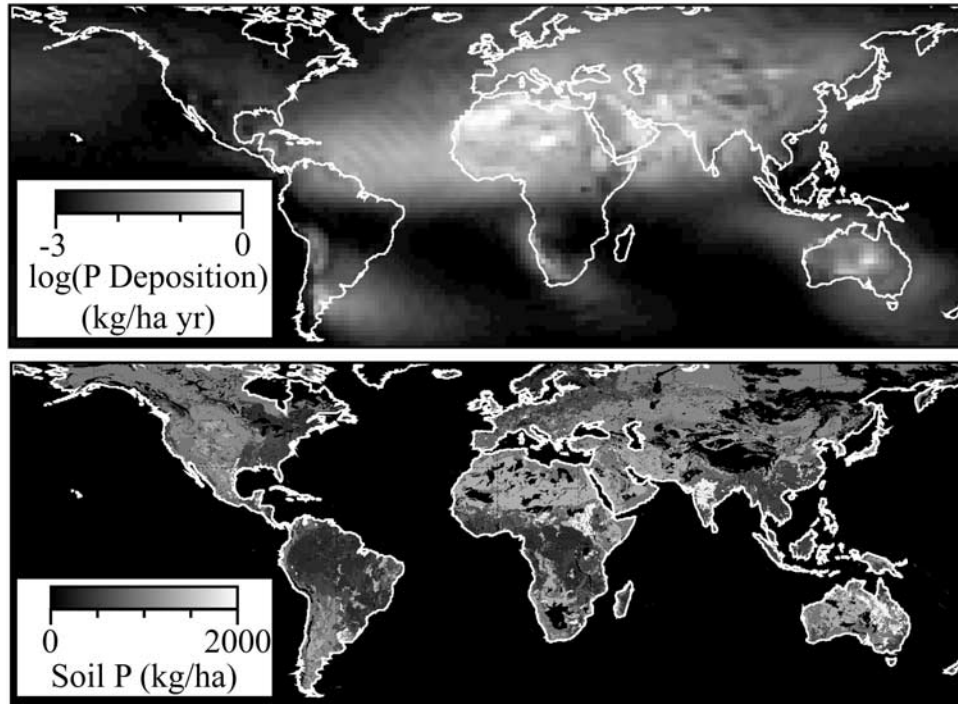 -3 0
log(P Deposition)
(kg/ha yr)
0 2000
Soil P (kg/ha)